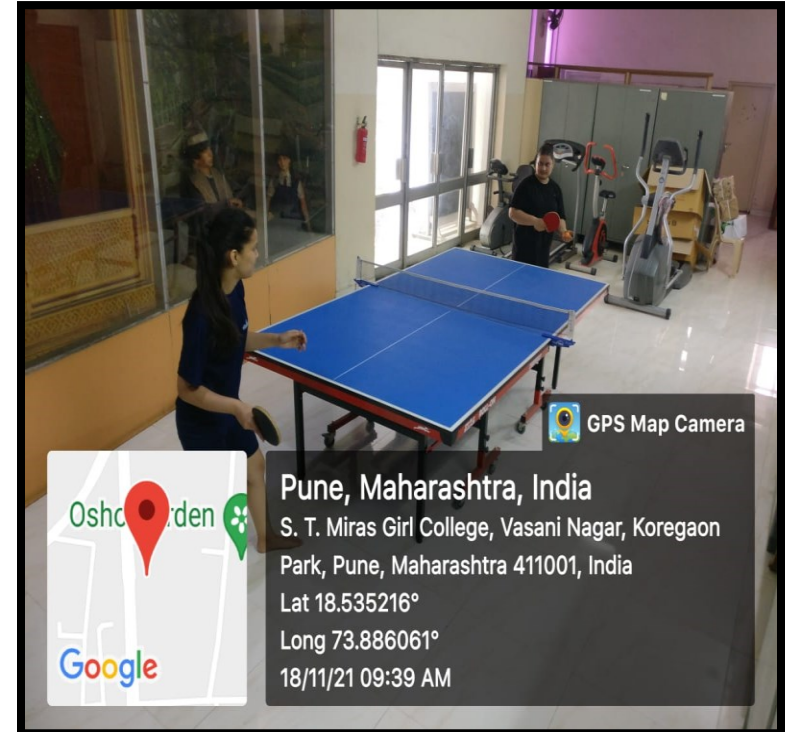 GPS Map Camera
Pune, Maharashtra, India
S. T. Miras Girl College, Vasani Nagar, Koregaon
Park, Pune, Maharashtra 411001, India
Lat 18.535216°
Long 73.886061°
18/11/21 09:39 AM
Google